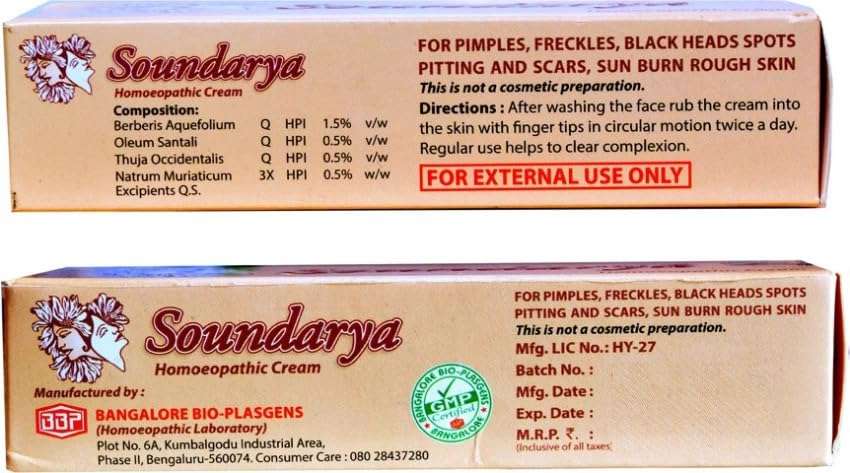 Soundarya
Homoeopathic Cream
Composition:
Berberis Aquefolium Q HPI 1.5% v/w
Oleum Santali Q HPI 0.5% v/w
Thuja Occidentalis Q HPI 0.5% v/w
Natrum Muriaticum 3X HPI 0.5% w/w
Excipients Q.S.
FOR PIMPLES, FRECKLES, BLACK HEADS SPOTS
PITTING AND SCARS, SUN BURN ROUGH SKIN
This is not a cosmetic preparation.
Directions : After washing the face rub the cream into
the skin with finger tips in circular motion twice a day.
Regular use helps to clear complexion.
FOR EXTERNAL USE ONLY
Soundarya
Soundarya
Homoeopathic Cream
Manufactured by :
BBP
BANGALORE BIO-PLASGENS
(Homoeopathic Laboratory)
Plot No. 6A, Kumbalgodu Industrial Area,
Phase II, Bengaluru-560074. Consumer Care : 080 28437280
BANGALORE BIO-PLASGENS
GMP
Certified
BANGALORE
FOR PIMPLES, FRECKLES, BLACK HEADS SPOTS
PITTING AND SCARS, SUN BURN ROUGH SKIN
This is not a cosmetic preparation.
Mfg. LIC No.: HY-27
Batch No. :
Mfg. Date :
Exp. Date :
M.R.P. ₹. :
(Inclusive of all taxes)